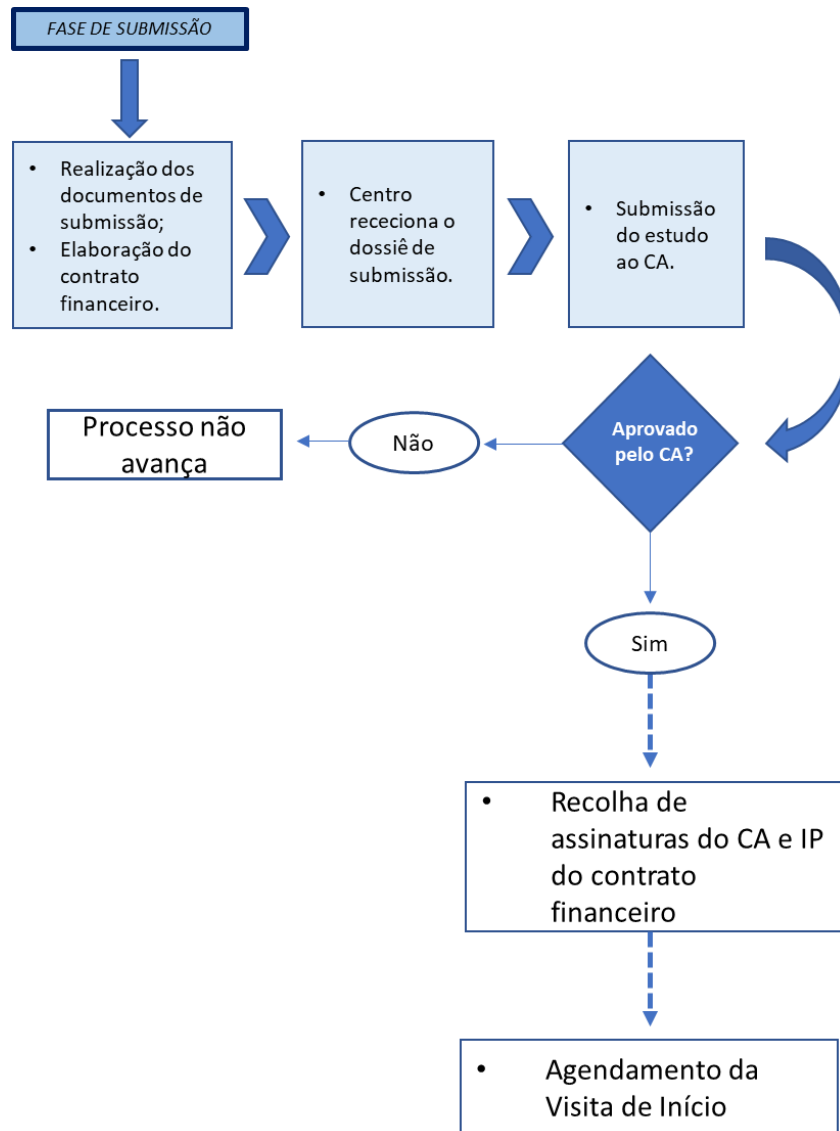 FASE DE SUBMISSÃO
• Realização dos
documentos de
submissão;
• Elaboração do
contrato
financeiro.
• Centro
receciona o
dossiê de
submissão.
• Submissão
do estudo
ao CA.
Aprovado
pelo CA?
Não
Processo não
avança
Sim
• Recolha de
assinaturas do CA e IP
do contrato
financeiro
• Agendamento da
Visita de Início